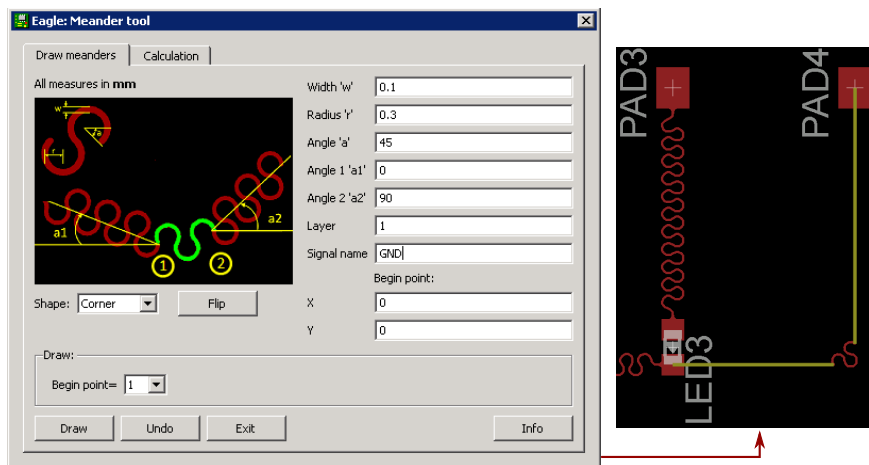 Eagle: Meander tool
Draw meanders
Calculation
All measures in mm
w
a
r
a1
a2
1
2
Width 'w' 0.1
Radius 'r' 0.3
Angle 'a' 45
Angle 1 'a1' 0
Angle 2 'a2' 90
Layer 1
Signal name GND
Begin point:
X 0
Y 0
Shape: Corner
Flip
Draw:
Begin point= 1
Draw
Undo
Exit
Info
PAD3
PAD4
LED3